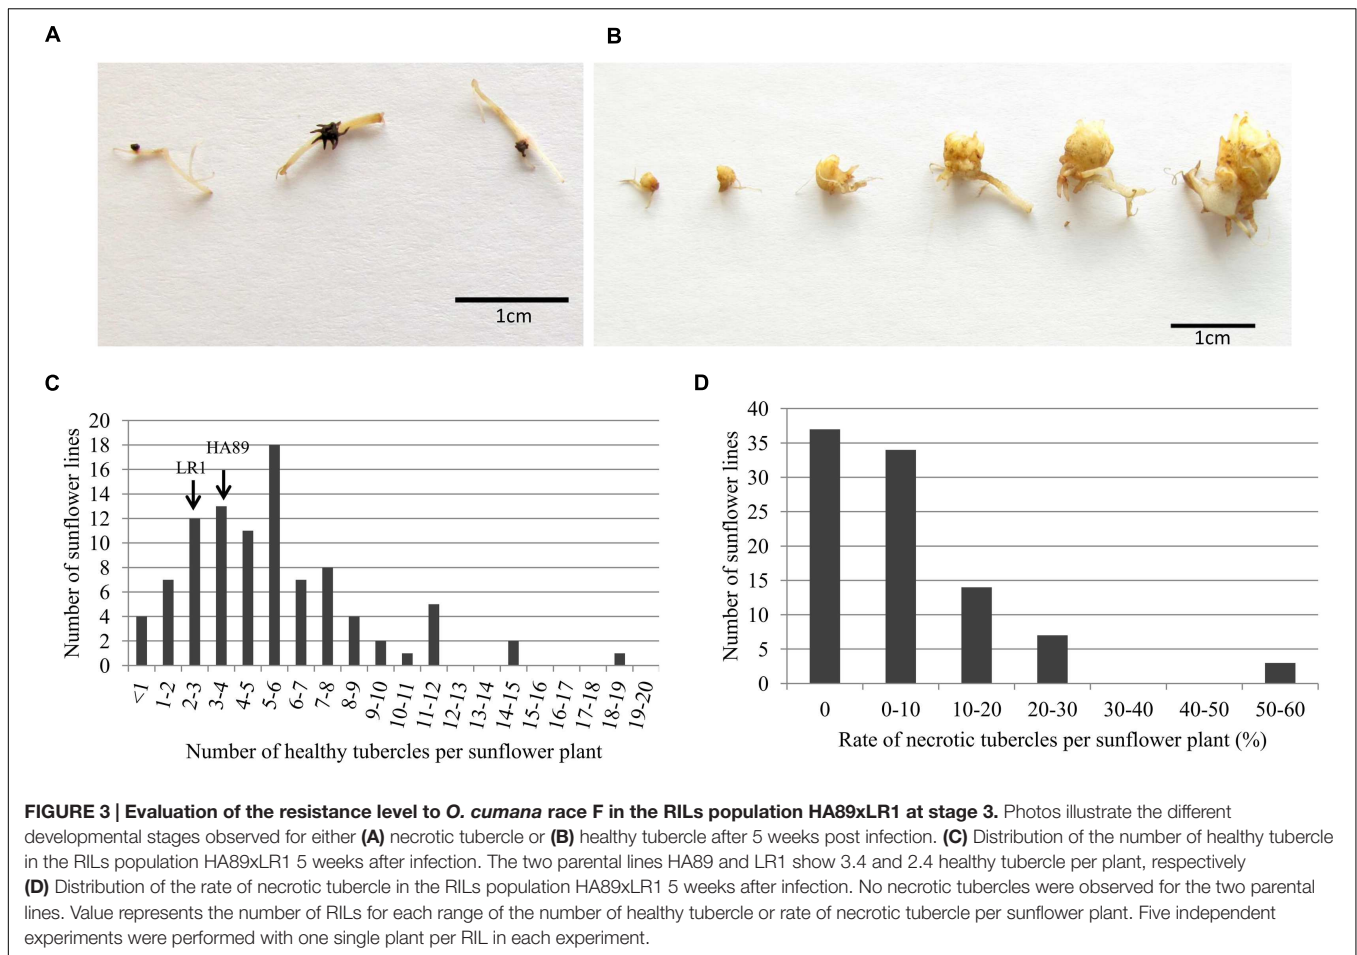 A
B
1cm
1cm
C
D
20
18
16
14
12
10
8
6
4
2
0
Number of sunflower lines
HA89
LR1
<1 1-2 2-3 3-4 4-5 5-6 6-7 7-8 8-9 9-10 10-11 11-12 12-13 13-14 14-15 15-16 16-17 17-18 18-19 19-20
Number of healthy tubercles per sunflower plant
40
35
30
25
20
15
10
5
0
Number of sunflower lines
0 0-10 10-20 20-30 30-40 40-50 50-60
Rate of necrotic tubercles per sunflower plant (%)
FIGURE 3 | Evaluation of the resistance level to O. cumana race F in the RILs population HA89xLR1 at stage 3. Photos illustrate the different
developmental stages observed for either (A) necrotic tubercle or (B) healthy tubercle after 5 weeks post infection. (C) Distribution of the number of healthy tubercle
in the RILs population HA89xLR1 5 weeks after infection. The two parental lines HA89 and LR1 show 3.4 and 2.4 healthy tubercle per plant, respectively
(D) Distribution of the rate of necrotic tubercle in the RILs population HA89xLR1 5 weeks after infection. No necrotic tubercles were observed for the two parental
lines. Value represents the number of RILs for each range of the number of healthy tubercle or rate of necrotic tubercle per sunflower plant. Five independent
experiments were performed with one single plant per RIL in each experiment.